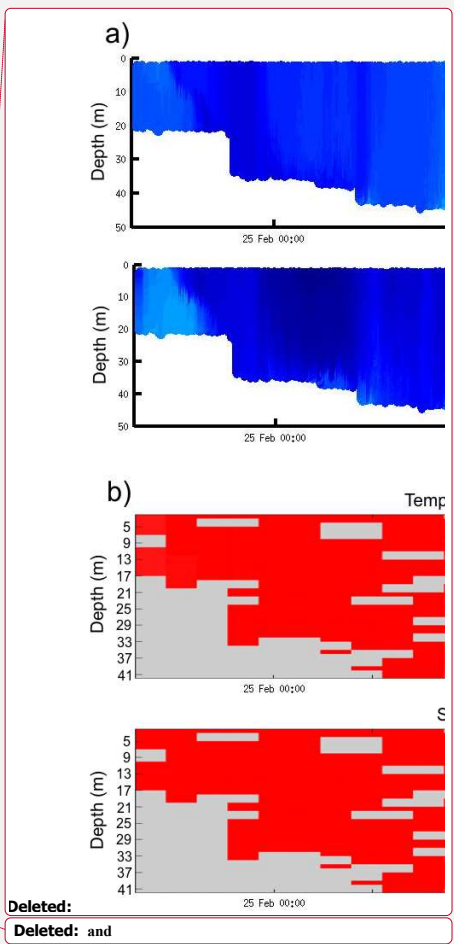 a)
0
10
20
30
40
50
Depth (m)
25 Feb 00:00
0
10
20
30
40
50
Depth (m)
25 Feb 00:00
b)
Temp
5
9
13
17
21
25
29
33
37
41
Depth (m)
25 Feb 00:00
S
5
9
13
17
21
25
29
33
37
41
Depth (m)
25 Feb 00:00
Deleted:
Deleted: and